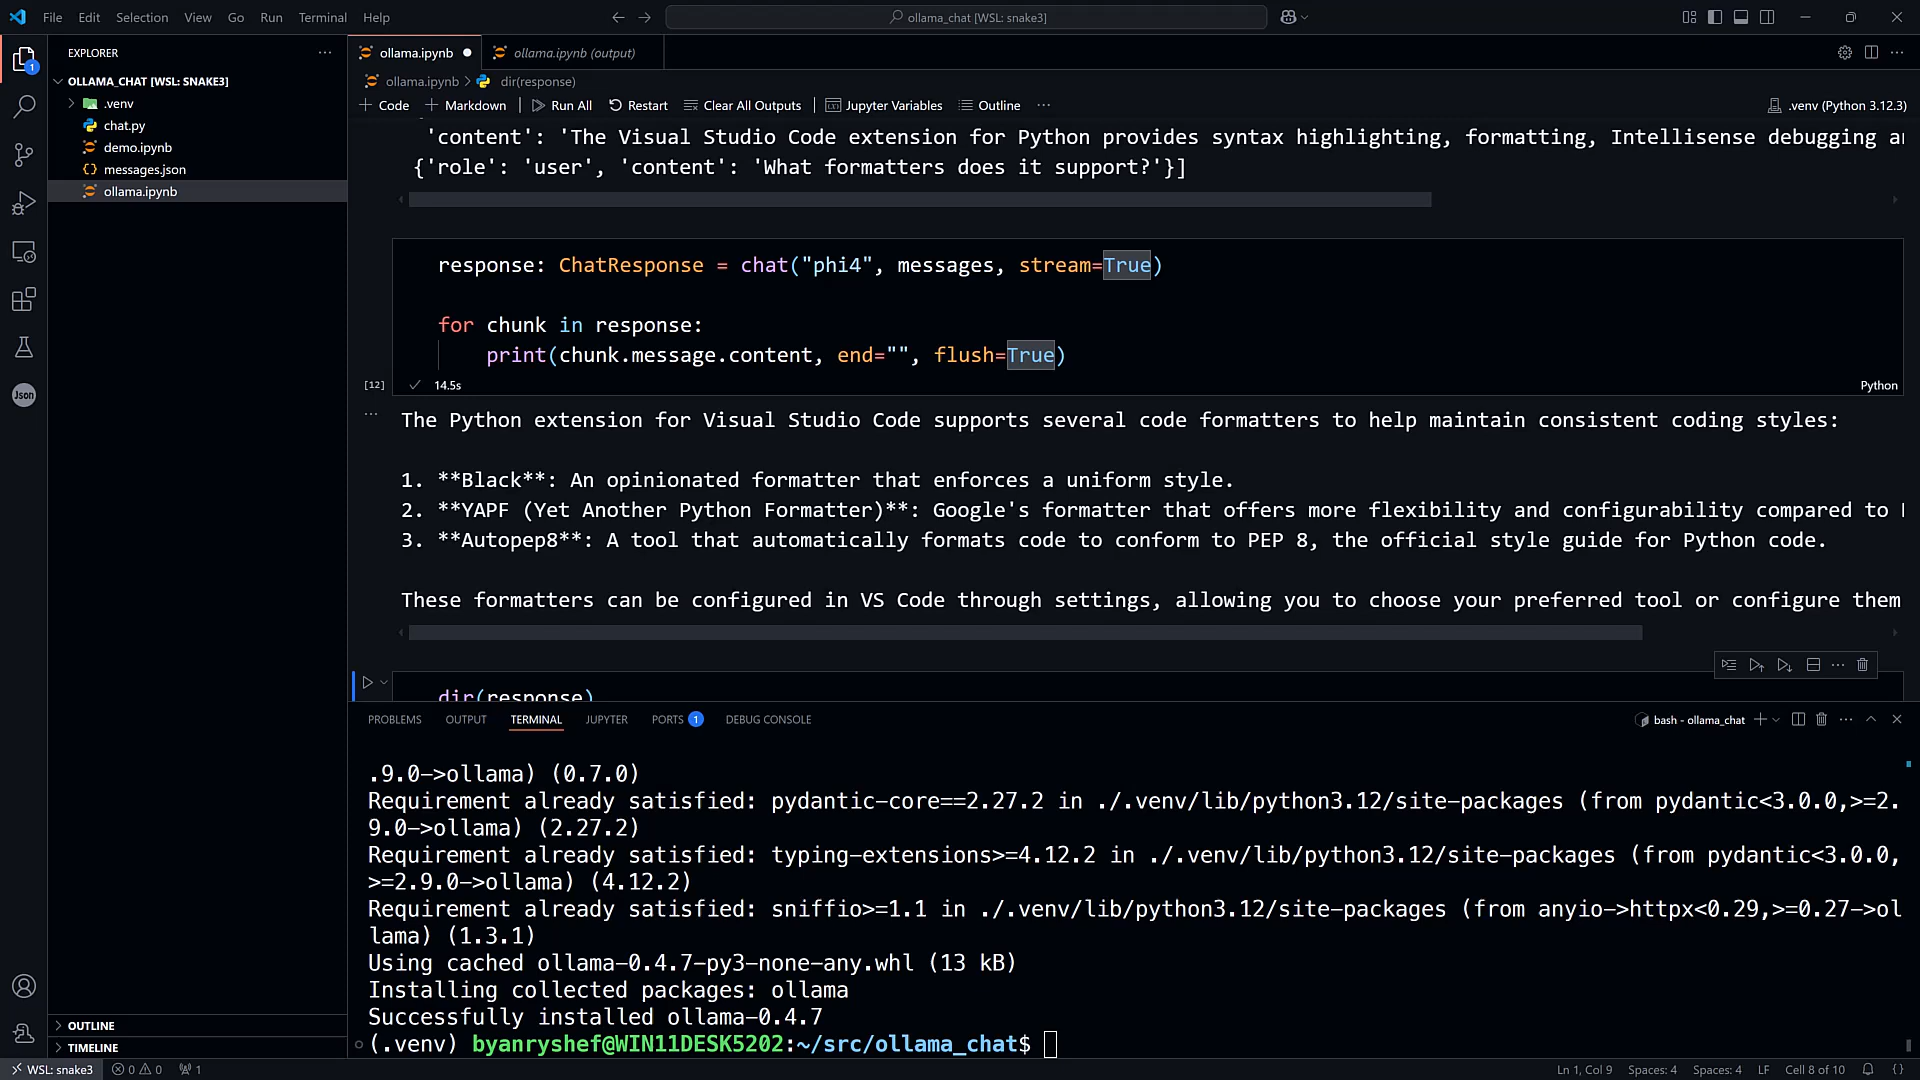 File Edit Selection View Go Run Terminal Help
ollama_chat [WSL: snake3]
EXPLORER
OLLAMA_CHAT [WSL: SNAKE3]
.venv
chat.py
demo.ipynb
messages.json
ollama.ipynb
OUTLINE
TIMELINE
1
Json
ollama.ipynb
ollama.ipynb (output)
ollama.ipynb > dir(response)
Code Markdown Run All Restart Clear All Outputs Jupyter Variables Outline ...
.venv (Python 3.12.3)
'content': 'The Visual Studio Code extension for Python provides syntax highlighting, formatting, Intellisense debugging
{'role': 'user', 'content': 'What formatters does it support?'}]
response: ChatResponse = chat("phi4", messages, stream=True)
for chunk in response:
print(chunk.message.content, end="", flush=True)
[12] 14.5s
Python
The Python extension for Visual Studio Code supports several code formatters to help maintain consistent coding styles:
1. **Black**: An opinionated formatter that enforces a uniform style.
2. **YAPF (Yet Another Python Formatter)**: Google's formatter that offers more flexibility and configurability compared to
3. **Autopep8**: A tool that automatically formats code to conform to PEP 8, the official style guide for Python code.
These formatters can be configured in VS Code through settings, allowing you to choose your preferred tool or configure them
dir(response)
PROBLEMS OUTPUT TERMINAL JUPYTER PORTS 1 DEBUG CONSOLE
bash - ollama_chat
.9.0->ollama) (0.7.0)
Requirement already satisfied: pydantic-core==2.27.2 in ./.venv/lib/python3.12/site-packages (from pydantic<3.0.0,>=2.
9.0->ollama) (2.27.2)
Requirement already satisfied: typing-extensions>=4.12.2 in ./.venv/lib/python3.12/site-packages (from pydantic<3.0.0,
>=2.9.0->ollama) (4.12.2)
Requirement already satisfied: sniffio>=1.1 in ./.venv/lib/python3.12/site-packages (from anyio->httpx<0.29,>=0.27->ol
lama) (1.3.1)
Using cached ollama-0.4.7-py3-none-any.whl (13 kB)
Installing collected packages: ollama
Successfully installed ollama-0.4.7
(.venv) byanryshef@WIN11DESK5202:~/src/ollama_chat$
WSL: snake3 0 0 1
Ln 1, Col 9 Spaces: 4 Spaces: 4 LF Cell 8 of 10